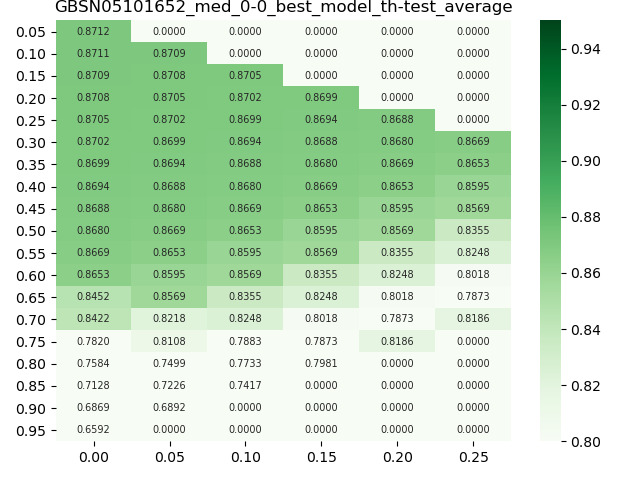 GBSN05101652_med_0-0_best_model_th-test_average
0.05 0.8712 0.0000 0.0000 0.0000 0.0000 0.0000
0.10 0.8711 0.8709 0.0000 0.0000 0.0000 0.0000 0.94
0.15 0.8709 0.8708 0.8705 0.0000 0.0000 0.0000
0.20 0.8708 0.8705 0.8702 0.8699 0.0000 0.0000 0.92
0.25 0.8705 0.8702 0.8699 0.8694 0.8688 0.0000
0.30 0.8702 0.8699 0.8694 0.8688 0.8680 0.8669 0.90
0.35 0.8699 0.8694 0.8688 0.8680 0.8669 0.8653
0.40 0.8694 0.8688 0.8680 0.8669 0.8653 0.8595
0.45 0.8688 0.8680 0.8669 0.8653 0.8595 0.8569 0.88
0.50 0.8680 0.8669 0.8653 0.8595 0.8569 0.8355
0.55 0.8669 0.8653 0.8595 0.8569 0.8355 0.8248
0.60 0.8653 0.8595 0.8569 0.8355 0.8248 0.8018 0.86
0.65 0.8452 0.8569 0.8355 0.8248 0.8018 0.7873
0.70 0.8422 0.8218 0.8248 0.8018 0.7873 0.8186 0.84
0.75 0.7820 0.8108 0.7883 0.7873 0.8186 0.0000
0.80 0.7584 0.7499 0.7733 0.7981 0.0000 0.0000
0.85 0.7128 0.7226 0.7417 0.0000 0.0000 0.0000 0.82
0.90 0.6869 0.6892 0.0000 0.0000 0.0000 0.0000
0.95 0.6592 0.0000 0.0000 0.0000 0.0000 0.0000 0.80
0.00 0.05 0.10 0.15 0.20 0.25